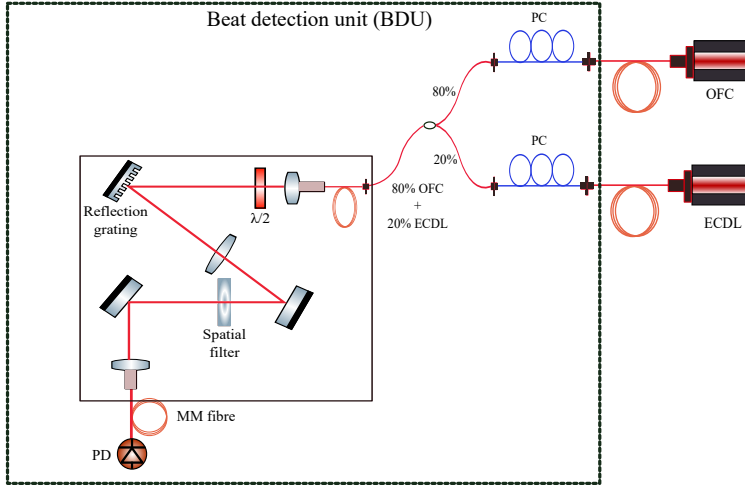 Beat detection unit (BDU)
PC
OFC
80%
PC
20%
80% OFC
+
20% ECDL
ECDL
Reflection
grating
λ/2
Spatial
filter
MM fibre
PD